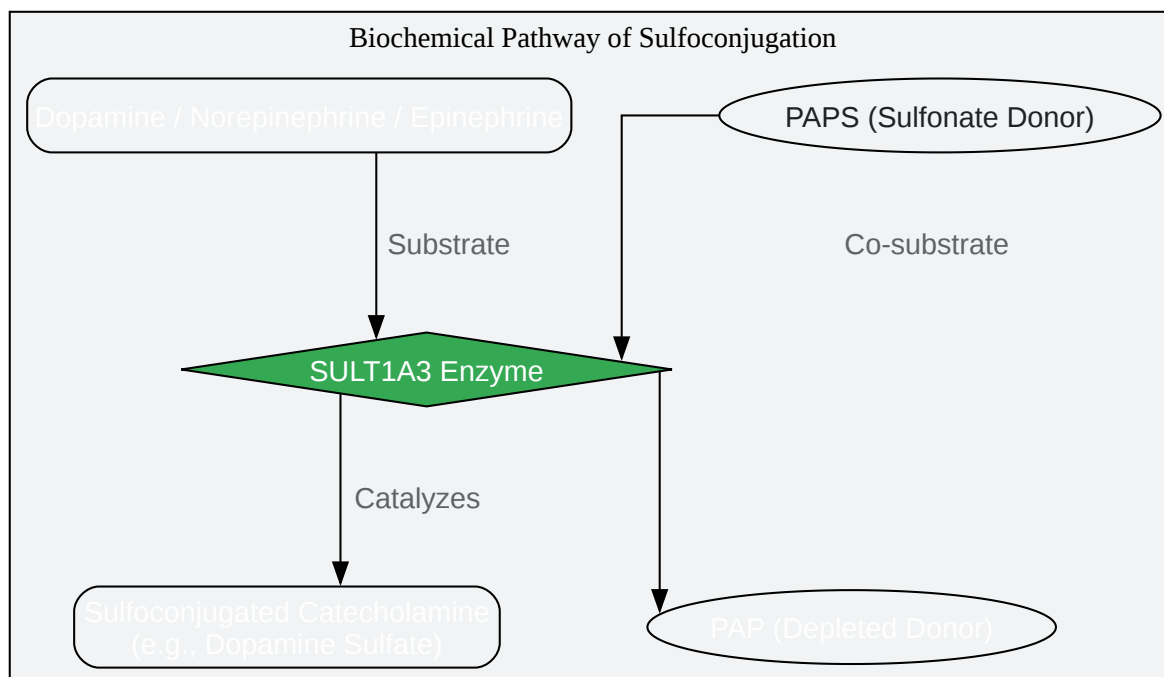 Biochemical Pathway of Sulfoconjugation
Dopamine / Norepinephrine / Epinephrine
PAPS (Sulfonate Donor)
Substrate
Co-substrate
SULT1A3 Enzyme
Catalyzes
Sulfoconjugated Catecholamine
(e.g., Dopamine Sulfate)
PAP (Depleted Donor)